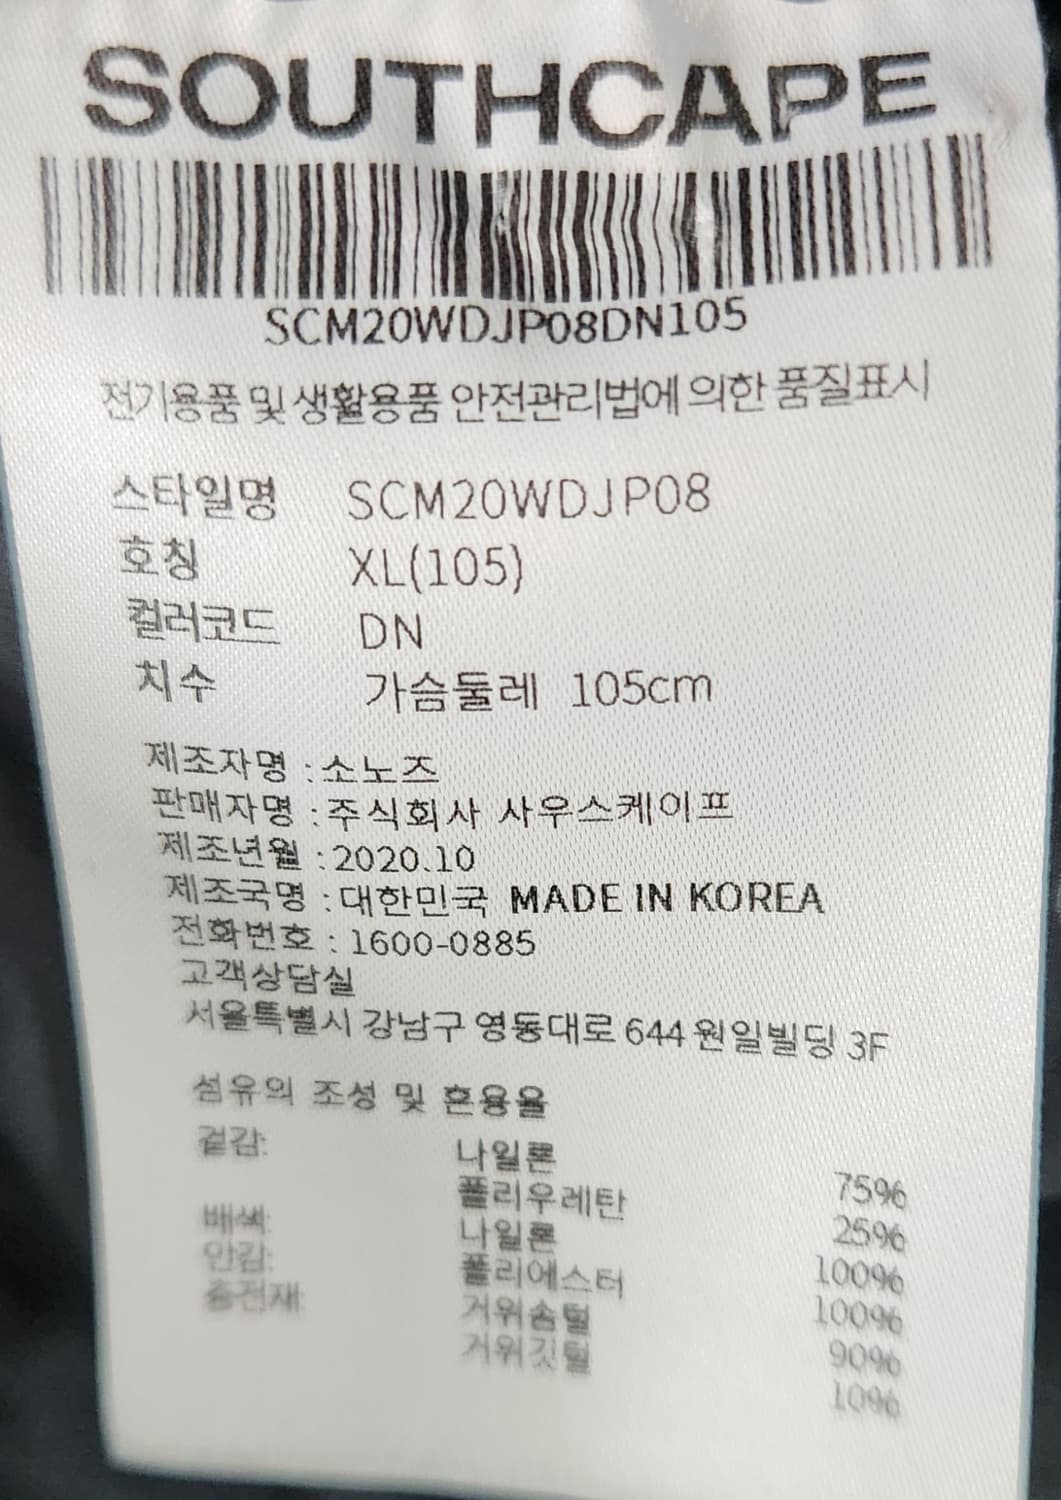 SOUTHCAPE
SCM20WDJP08DN105
전기용품 및 생활용품 안전관리법에 의한 품질표시
스타일명 SCM20WDJP08
호칭 XL(105)
컬러코드 DN
치수 가슴둘레 105cm
제조자명 : 소노즈
판매자명 : 주식회사 사우스케이프
제조년월 : 2020.10
제조국명 : 대한민국 MADE IN KOREA
전화번호 : 1600-0885
고객상담실
서울특별시 강남구 영동대로 644 원일빌딩 3F
섬유의 조성 및 혼용율
겉감: 나일론 75%
폴리우레탄 25%
배색: 나일론 100%
안감: 폴리에스터 100%
충전재: 거위솜털 90%
거위깃털 10%